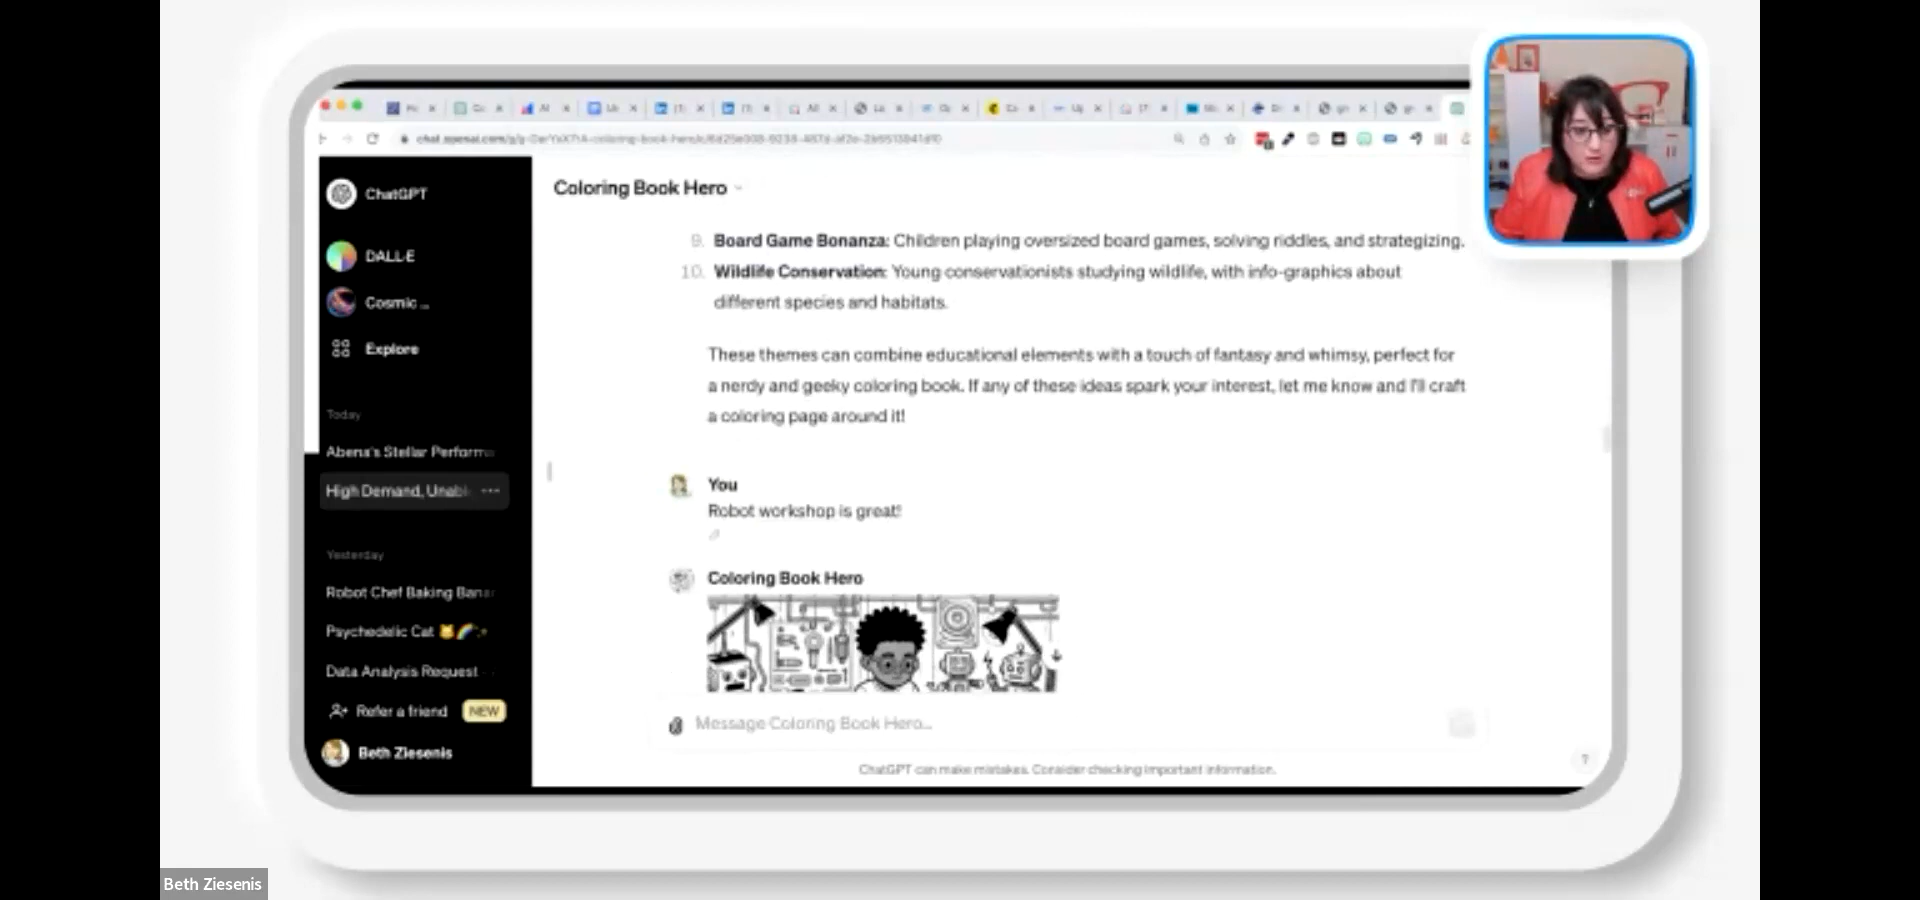 ChatGPT
DALL·E
Cosmic ...
Explore
Today
Abena's Stellar Performa
High Demand, Unabl
Yesterday
Robot Chef Baking Banan
Psychedelic Cat 🐱🌈✨
Data Analysis Request
Refer a friend NEW
Beth Ziesenis
Coloring Book Hero
9. Board Game Bonanza: Children playing oversized board games, solving riddles, and strategizing.
10. Wildlife Conservation: Young conservationists studying wildlife, with info-graphics about
different species and habitats.
These themes can combine educational elements with a touch of fantasy and whimsy, perfect for
a nerdy and geeky coloring book. If any of these ideas spark your interest, let me know and I'll craft
a coloring page around it!
You
Robot workshop is great!
Coloring Book Hero
Message Coloring Book Hero...
ChatGPT can make mistakes. Consider checking important information.
?
Beth Ziesenis